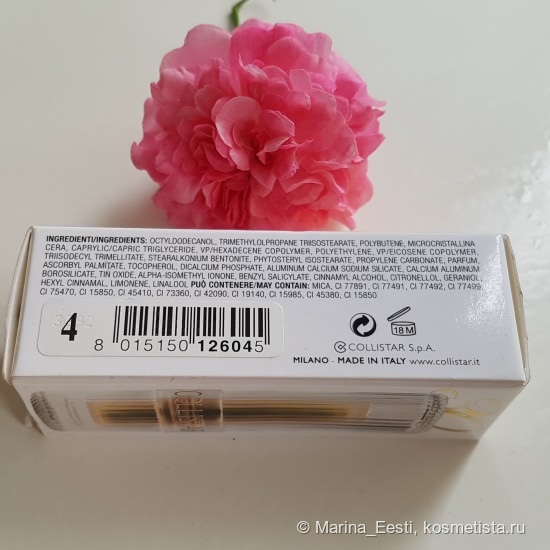 INGREDIENTI/INGREDIENTS: OCTYLDODECANOL, TRIMETHYLOLPROPANE TRIISOSTEARATE, POLYBUTENE, MICROCRISTALLINA
CERA, CAPRYLIC/CAPRIC TRIGLYCERIDE, VP/HEXADECENE COPOLYMER, POLYETHYLENE, VP/EICOSENE COPOLYMER,
TRIISODECYL TRIMELLITATE, STEARALKONIUM BENTONITE, PHYTOSTERYL ISOSTEARATE, PROPYLENE CARBONATE, PARFUM,
ASCORBYL PALMITATE, TOCOPHEROL, DICALCIUM PHOSPHATE, ALUMINUM CALCIUM SODIUM SILICATE, CALCIUM ALUMINUM
BOROSILICATE, TIN OXIDE, ALPHA-ISOMETHYL IONONE, BENZYL SALICYLATE, CINNAMYL ALCOHOL, CITRONELLOL, GERANIOL,
HEXYL CINNAMAL, LIMONENE, LINALOOL PUÒ CONTENERE/MAY CONTAIN: MICA, CI 77891, CI 77491, CI 77492, CI 77499,
CI 75470, CI 15850, CI 45410, CI 73360, CI 42090, CI 19140, CI 15985, CI 45380, CI 15850
4
8 015150 126045
18 M
COLLISTAR S.p.A.
MILANO - MADE IN ITALY www.collistar.it
© Marina_Eesti, kosmetista.ru